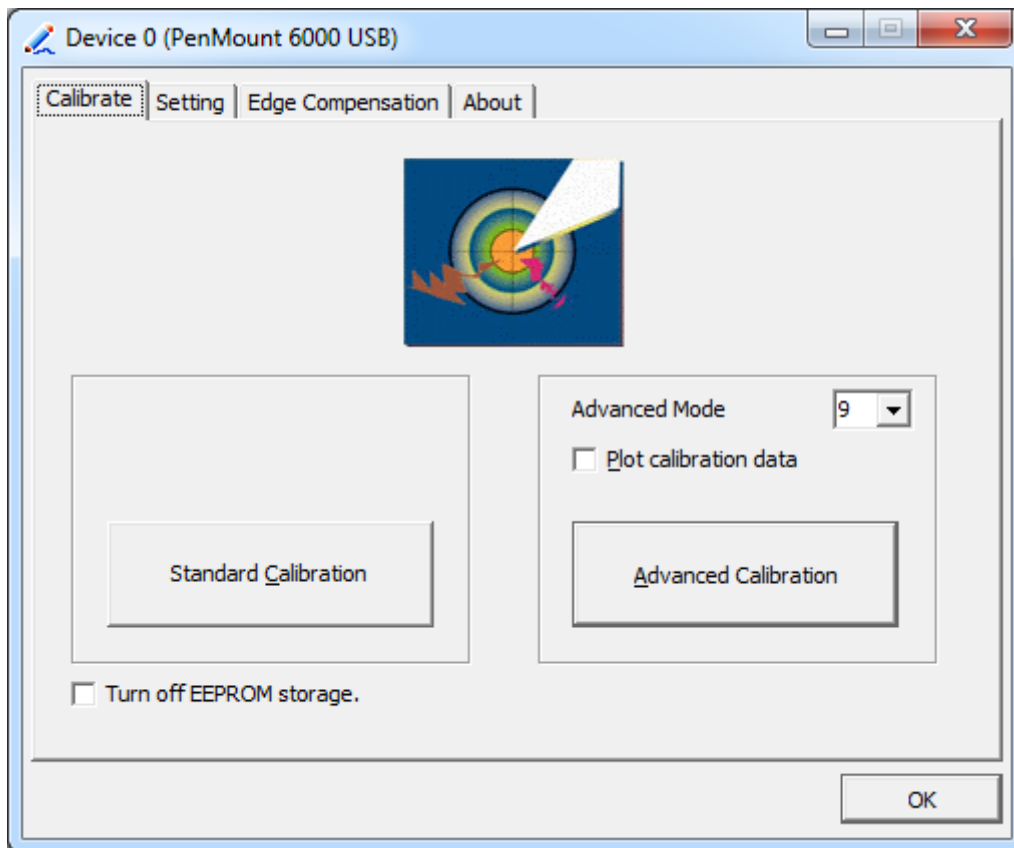 Device 0 (PenMount 6000 USB)
Calibrate Setting Edge Compensation About
Advanced Mode 9
Plot calibration data
Standard Calibration Advanced Calibration
Turn off EEPROM storage.
OK